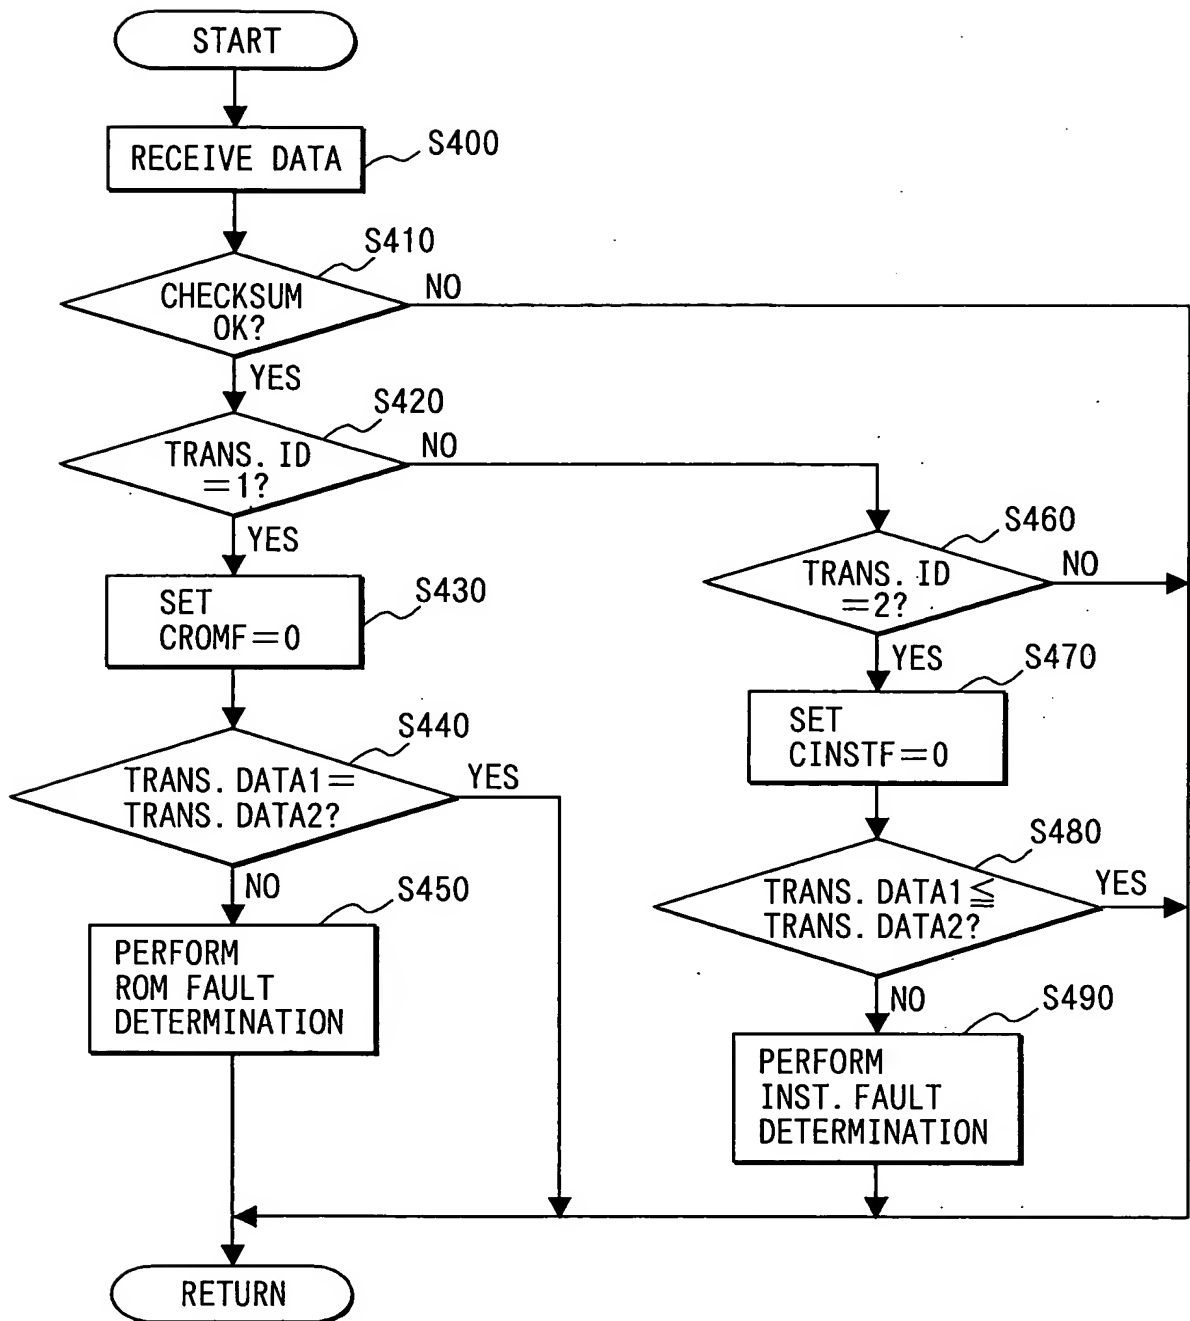 START
RECEIVE DATA
S400
S410
CHECKSUM
OK?
NO
YES
S420
TRANS. ID
=1?
NO
YES
S430
SET
CROMF=0
S440
TRANS. DATA1=
TRANS. DATA2?
YES
NO
S450
PERFORM
ROM FAULT
DETERMINATION
S460
TRANS. ID
=2?
NO
YES
S470
SET
CINSTF=0
S480
TRANS. DATA1≦
TRANS. DATA2?
YES
NO
S490
PERFORM
INST. FAULT
DETERMINATION
RETURN